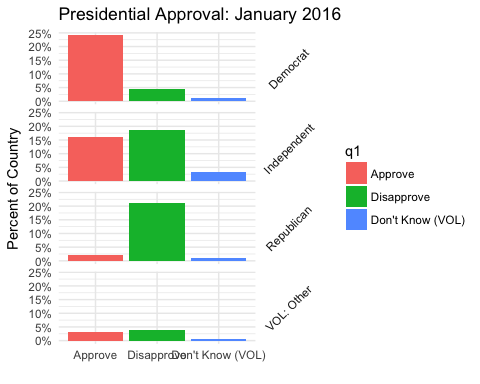 Presidential Approval: January 2016
Percent of Country
25%
20%
15%
10%
5%
0%
Democrat
25%
20%
15%
10%
5%
0%
Independent
25%
20%
15%
10%
5%
0%
Republican
25%
20%
15%
10%
5%
0%
VOL: Other
Approve
Disapprove
Don't Know (VOL)
q1
Approve
Disapprove
Don't Know (VOL)